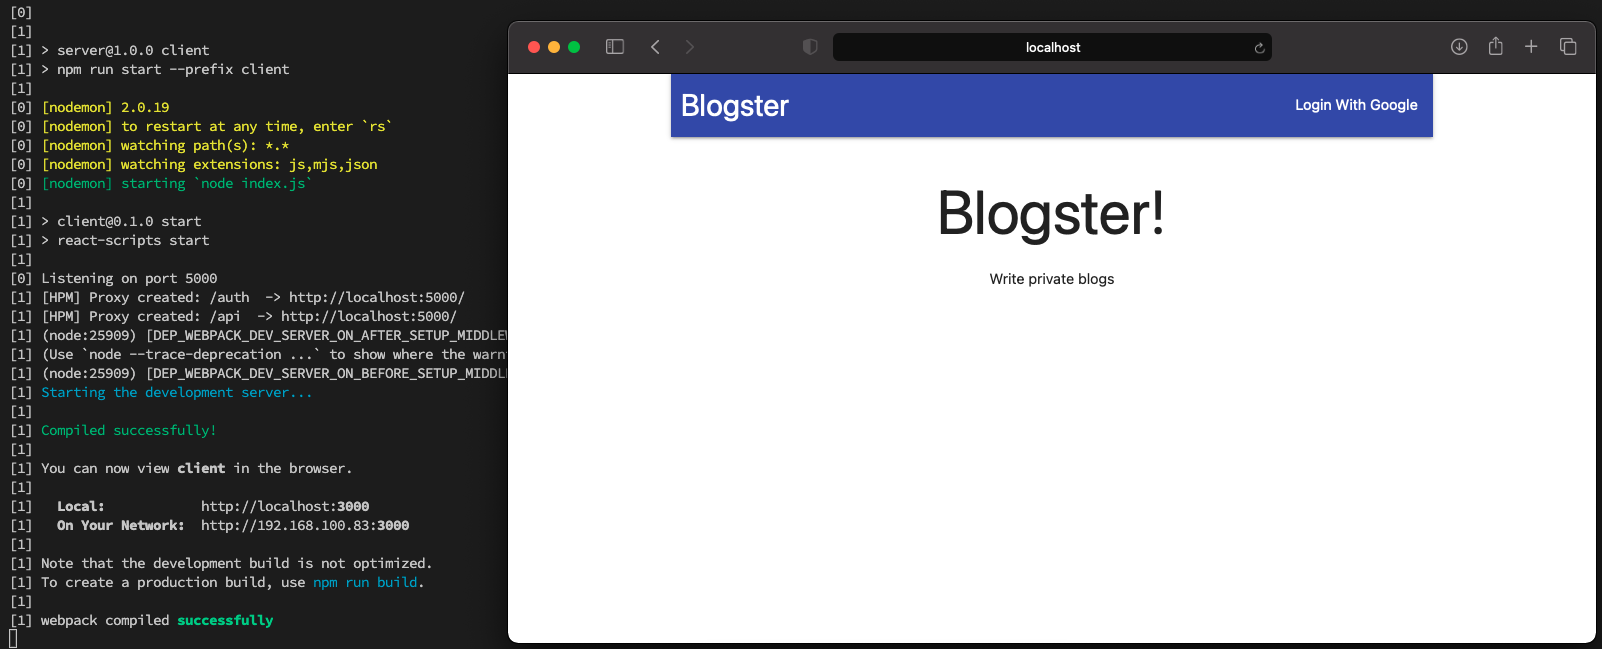 [0]
[1]
[1] > server@1.0.0 client
[1] > npm run start --prefix client
[1]
[0] [nodemon] 2.0.19
[0] [nodemon] to restart at any time, enter `rs`
[0] [nodemon] watching path(s): *.*
[0] [nodemon] watching extensions: js,mjs,json
[0] [nodemon] starting `node index.js`
[1]
[1] > client@0.1.0 start
[1] > react-scripts start
[1]
[0] Listening on port 5000
[1] [HPM] Proxy created: /auth  -> http://localhost:5000/
[1] [HPM] Proxy created: /api  -> http://localhost:5000/
[1] (node:25909) [DEP_WEBPACK_DEV_SERVER_ON_AFTER_SETUP_MIDDLEW
[1] (Use `node --trace-deprecation ...` to show where the warn
[1] (node:25909) [DEP_WEBPACK_DEV_SERVER_ON_BEFORE_SETUP_MIDDL
[1] Starting the development server...
[1]
[1] Compiled successfully!
[1]
[1] You can now view client in the browser.
[1]
[1]   Local:            http://localhost:3000
[1]   On Your Network:  http://192.168.100.83:3000
[1]
[1] Note that the development build is not optimized.
[1] To create a production build, use npm run build.
[1]
[1] webpack compiled successfully
localhost
Blogster
Login With Google
Blogster!
Write private blogs